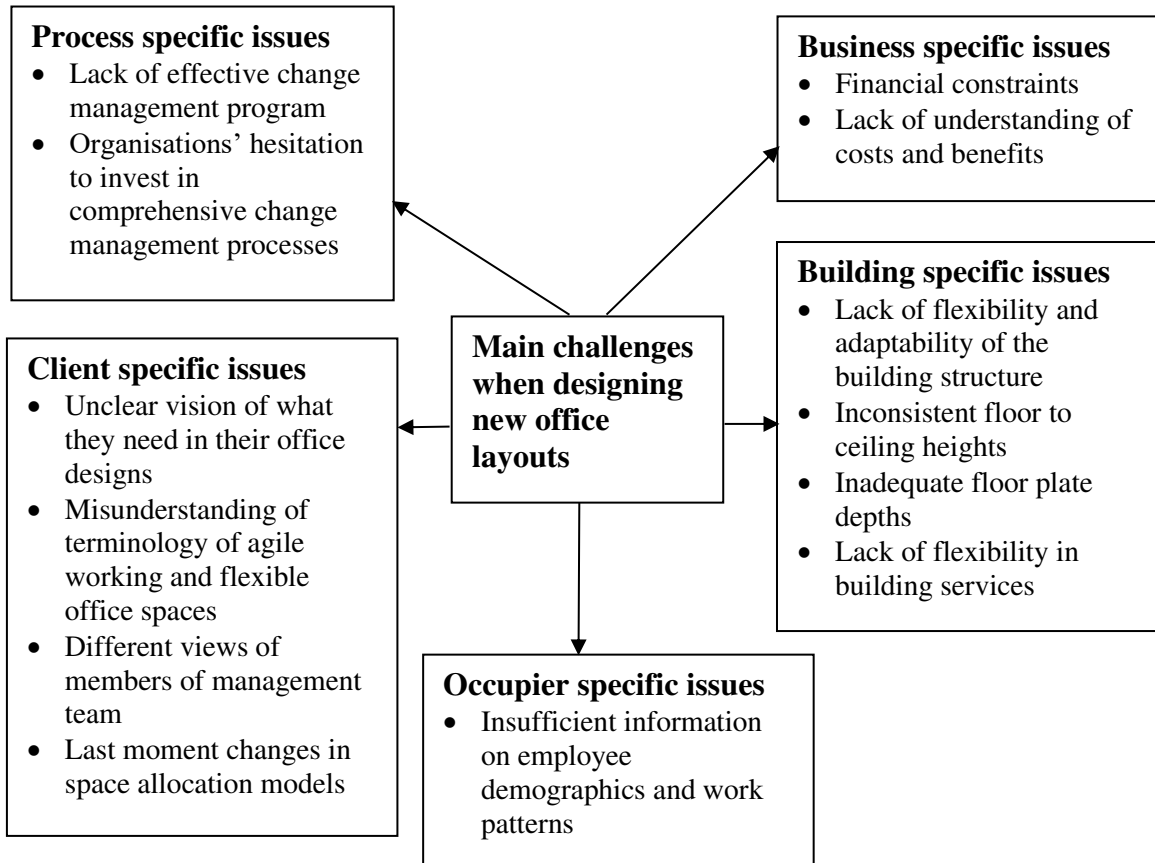 Process specific issues
• Lack of effective change
management program
• Organisations’ hesitation
to invest in
comprehensive change
management processes
Business specific issues
• Financial constraints
• Lack of understanding of
costs and benefits
Building specific issues
• Lack of flexibility and
adaptability of the
building structure
• Inconsistent floor to
ceiling heights
• Inadequate floor plate
depths
• Lack of flexibility in
building services
Main challenges
when designing
new office
layouts
Client specific issues
• Unclear vision of what
they need in their office
designs
• Misunderstanding of
terminology of agile
working and flexible
office spaces
• Different views of
members of management
team
• Last moment changes in
space allocation models
Occupier specific issues
• Insufficient information
on employee
demographics and work
patterns